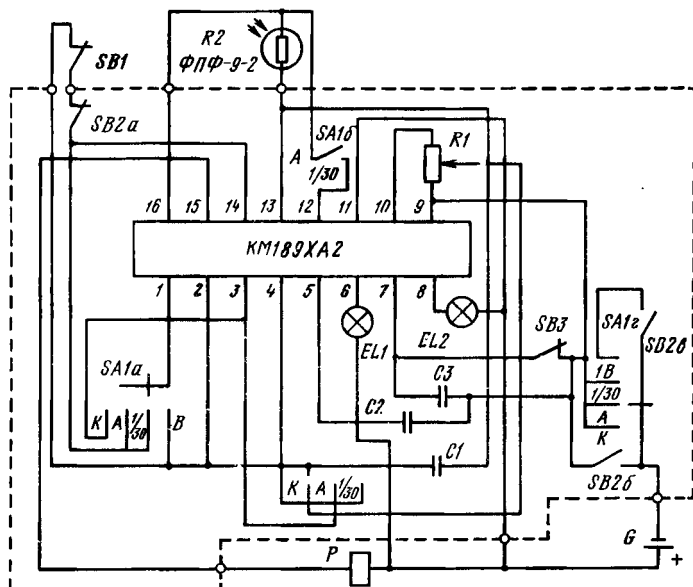 R2
ФПФ-9-2
SB1
SB2а
SA1б
А
1/30
R1
16 15 14 13 12 11 10 9
КМ189ХА2
1 2 3 4 5 6 7 8
EL1
EL2
SB3
SA1г
SB2в
SA1а
К А 1/30 В
C2
C3
1В
1/30
А
К
C1
SB2б
К А 1/30
P
G
+